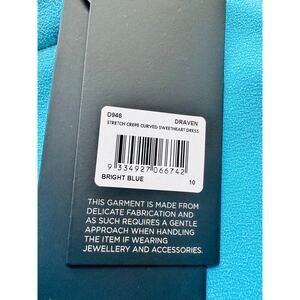 D946 DRAVEN
STRETCH CREPE CURVED SWEETHEART DRESS
9 334927 066742
BRIGHT BLUE 10
THIS GARMENT IS MADE FROM
DELICATE FABRICATION AND
AS SUCH REQUIRES A GENTLE
APPROACH WHEN HANDLING
THE ITEM IF WEARING
JEWELLERY AND ACCESSORIES.